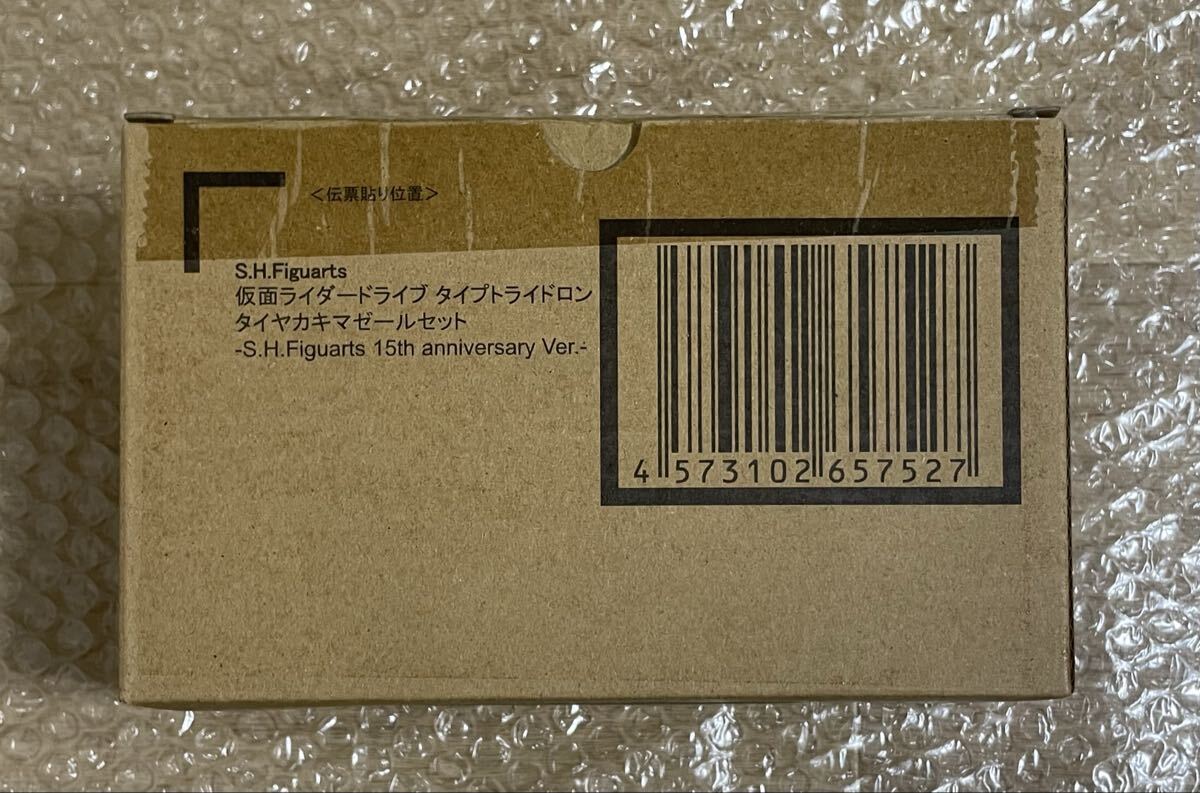 <伝票貼り位置>
S.H.Figuarts
仮面ライダードライブ タイプトライドロン
タイヤカキマゼールセット
-S.H.Figuarts 15th anniversary Ver.-
4 573102 657527